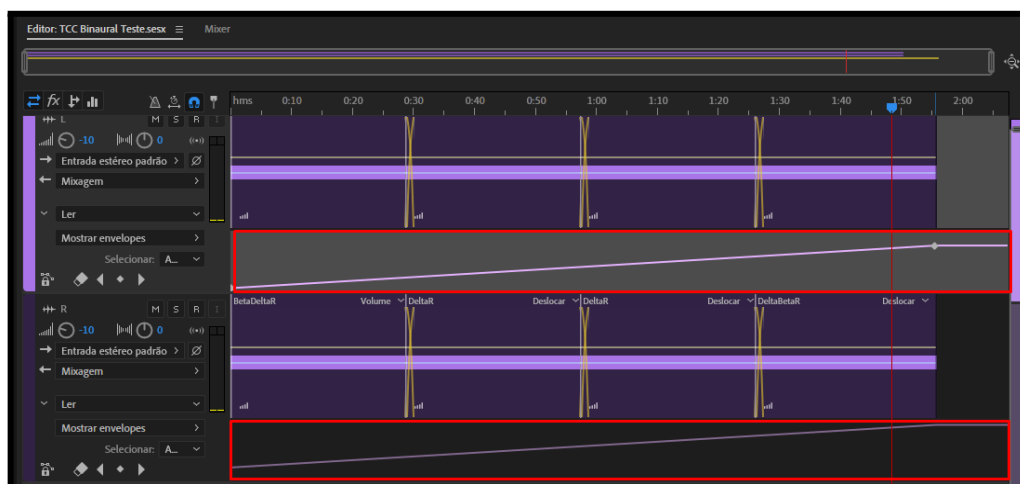 Editor: TCC Binaural Teste.sesx Mixer
hms 0:10 0:20 0:30 0:40 0:50 1:00 1:10 1:20 1:30 1:40 1:50 2:00
L M S R I
-10 0
Entrada estéreo padrão
Mixagem
Ler
Mostrar envelopes
Selecionar: A...
BetaDeltaR Volume DeltaR Deslocar DeltaR Deslocar DeltaBetaR Deslocar
R M S R I
-10 0
Entrada estéreo padrão
Mixagem
Ler
Mostrar envelopes
Selecionar: A...